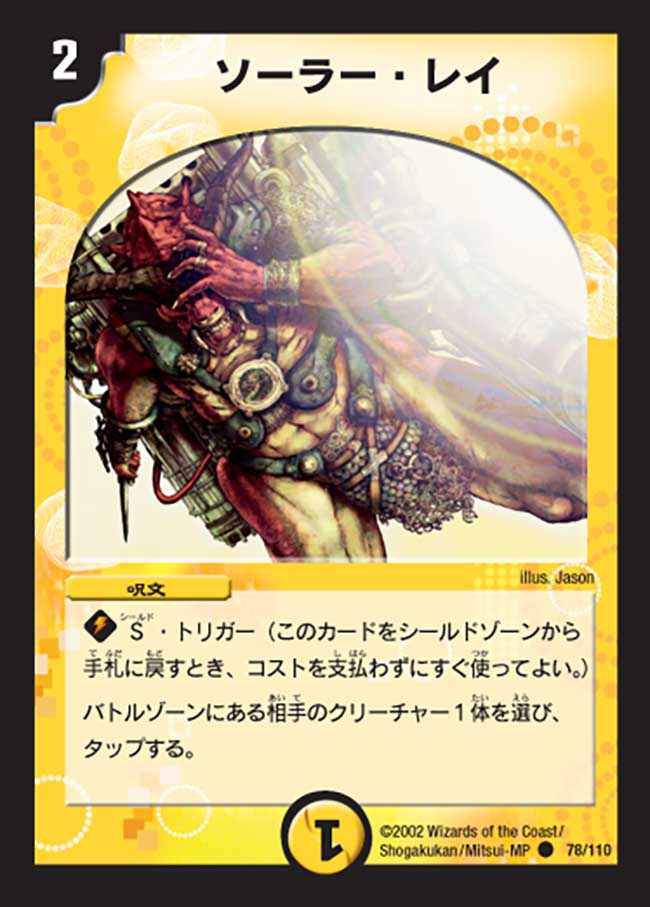 2
ソーラー・レイ
illus. Jason
呪文
S・トリガー（このカードをシールドゾーンから
手札に戻すとき、コストを支払わずにすぐ使ってよい。）
バトルゾーンにある相手のクリーチャー1体を選び、
タップする。
1
©2002 Wizards of the Coast/
Shogakukan/Mitsui-MP ● 78/110